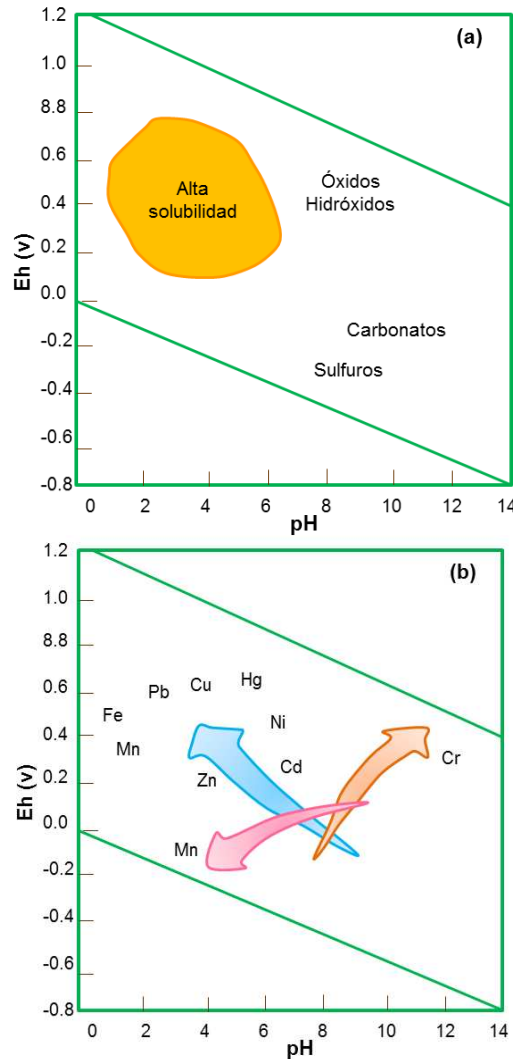 (a)
1.2
1.0
8.8
0.6
0.4
0.2
0.0
-0.2
-0.4
-0.6
-0.8
Eh (v)
Alta
solubilidad
Óxidos
Hidróxidos
Carbonatos
Sulfuros
0 2 4 6 8 10 12 14
pH
(b)
1.2
1.0
8.8
0.6
0.4
0.2
0.0
-0.2
-0.4
-0.6
-0.8
Eh (v)
Pb Cu Hg
Fe
Mn
Ni
Zn
Cd
Cr
Mn
0 2 4 6 8 10 12 14
pH